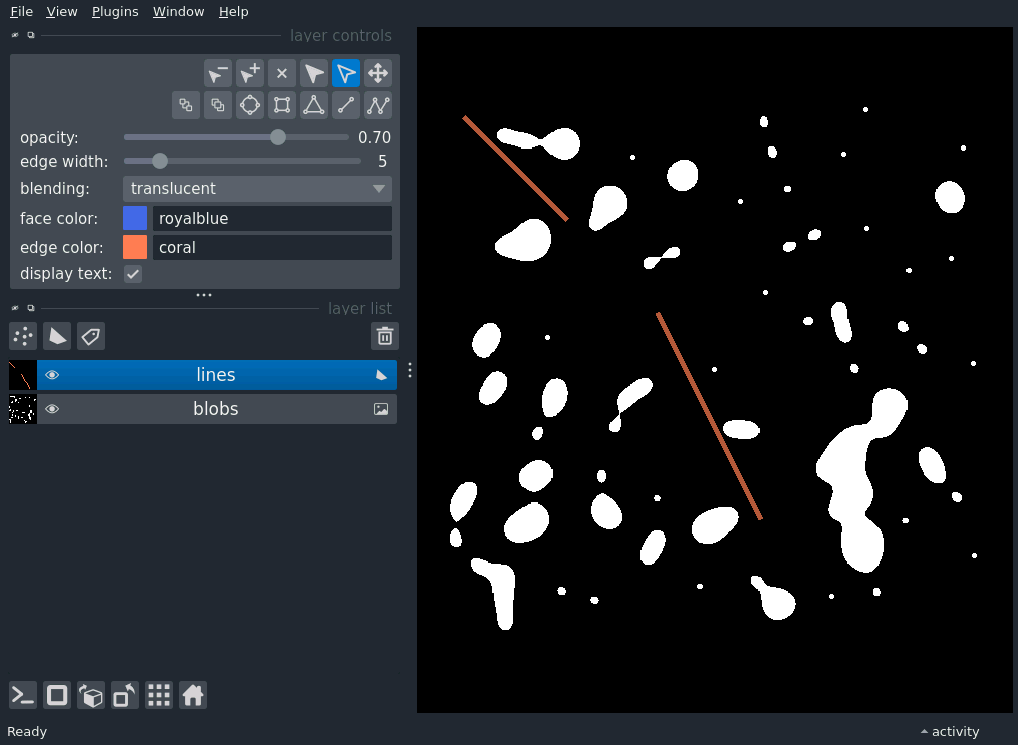 File View Plugins Window Help
layer controls
opacity: 0.70
edge width: 5
blending: translucent
face color: royalblue
edge color: coral
display text:
layer list
lines
blobs
Ready activity